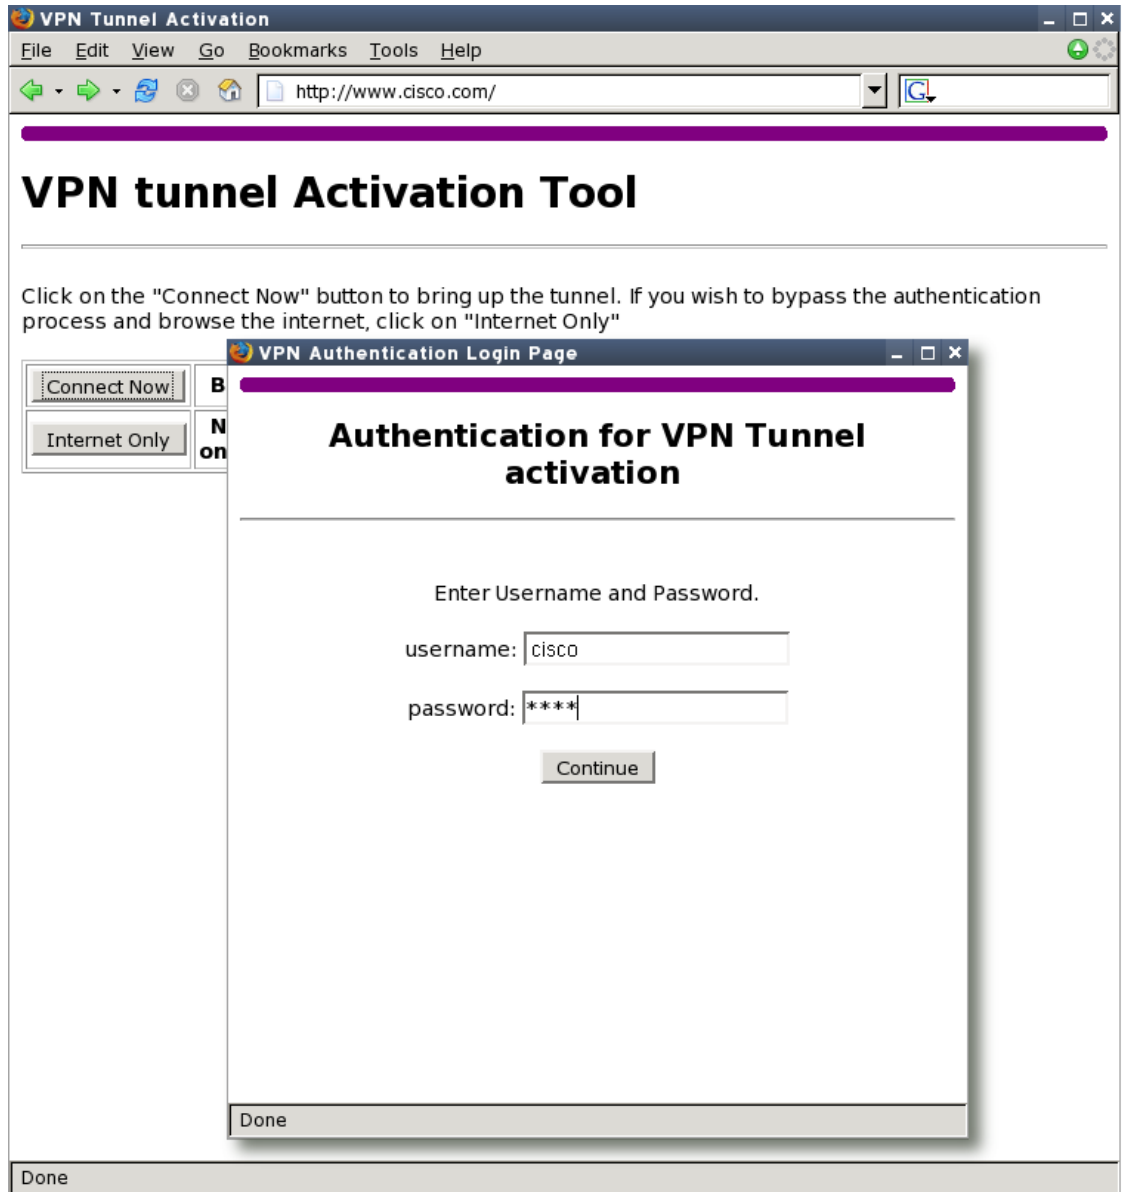 VPN Tunnel Activation
File Edit View Go Bookmarks Tools Help
http://www.cisco.com/
G
VPN tunnel Activation Tool
Click on the "Connect Now" button to bring up the tunnel. If you wish to bypass the authentication
process and browse the internet, click on "Internet Only"
Connect Now
Internet Only
on
VPN Authentication Login Page
Authentication for VPN Tunnel
activation
Enter Username and Password.
username: cisco
password: ****
Continue
Done
Done